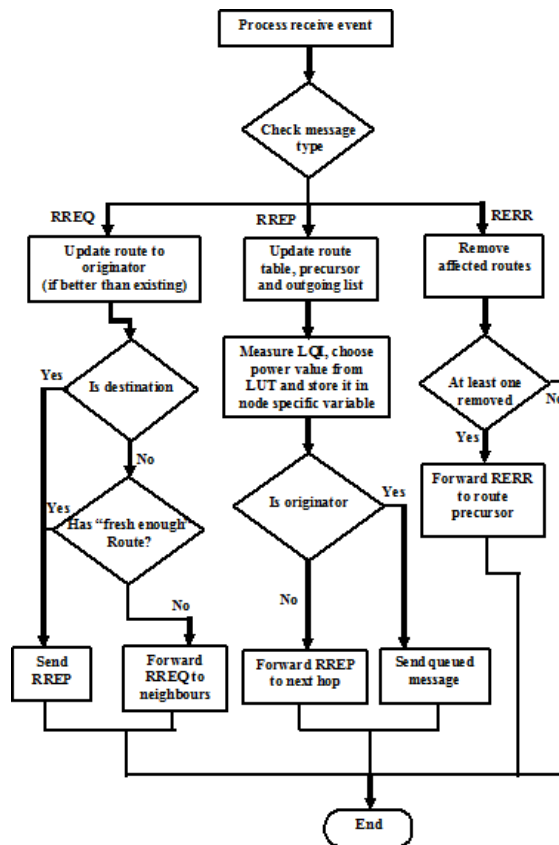 Process receive event
Check message
type
RREQ
RREP
RERR
Update route to
originator
(if better than existing)
Update route
table, precursor
and outgoing list
Remove
affected routes
Measure LQI, choose
power value from
LUT and store it in
node specific variable
Yes
Is destination
No
At least one
removed
No
Yes
Yes
Has "fresh enough"
Route?
No
Is originator
Yes
No
Forward RERR
to route
precursor
Send
RREP
Forward
RREQ to
neighbours
Forward RREP
to next hop
Send queued
message
End